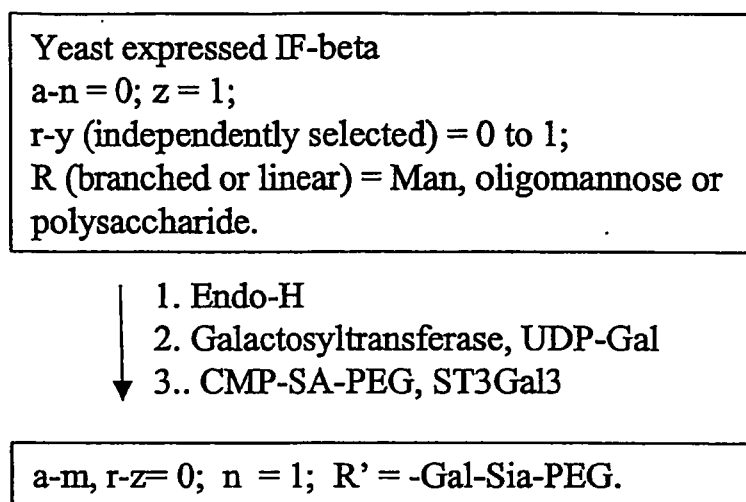 Yeast expressed IF-beta
a-n = 0; z = 1;
r-y (independently selected) = 0 to 1;
R (branched or linear) = Man, oligomannose or
polysaccharide.
1. Endo-H
2. Galactosyltransferase, UDP-Gal
3.. CMP-SA-PEG, ST3Gal3
a-m, r-z= 0; n = 1; R' = -Gal-Sia-PEG.